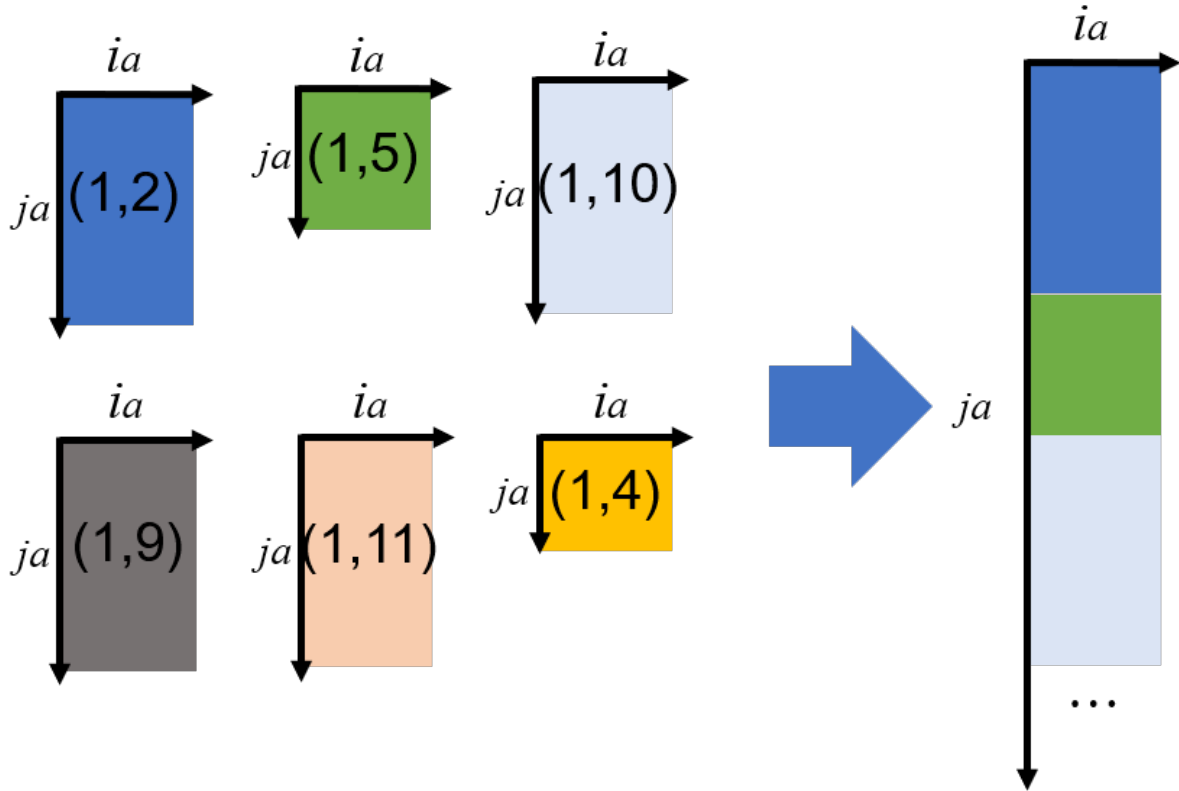 ia
ja (1,2)
ia
ja (1,5)
ia
ja (1,10)
ia
ja (1,9)
ia
ja (1,11)
ia
ja (1,4)
ia
ja
...